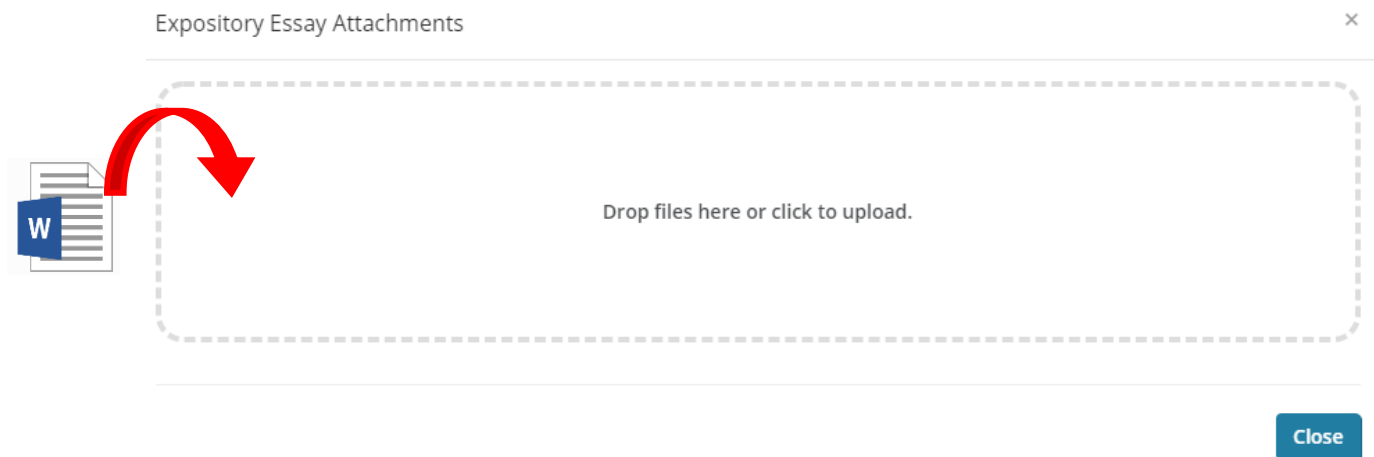 Expository Essay Attachments ×
W
Drop files here or click to upload.
Close